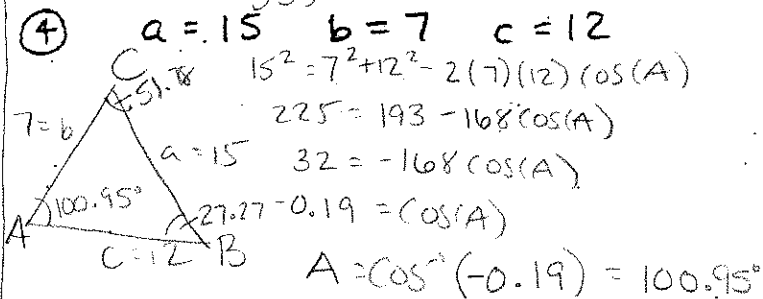 ④ a = 15 b = 7 c = 12
C 15² = 7² + 12² - 2(7)(12) cos(A)
51.78
7 = b 225 = 193 - 168 cos(A)
a = 15 32 = -168 cos(A)
100.95° 27.27 -0.19 = cos(A)
A c = 12 B A = cos⁻¹(-0.19) = 100.95°